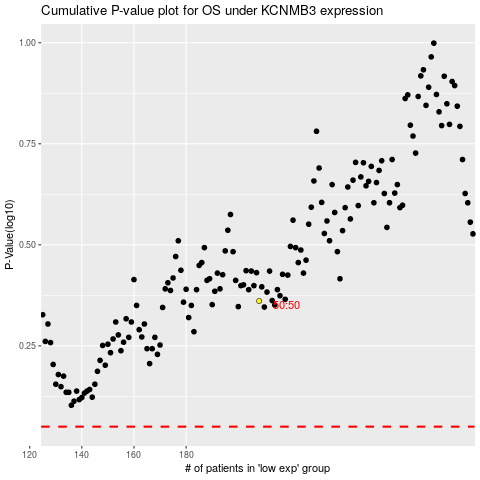 Cumulative P-value plot for OS under KCNMB3 expression
P-Value(log10)
1.00
0.75
0.50
0.25
50:50
120 140 160 180
# of patients in 'low exp' group